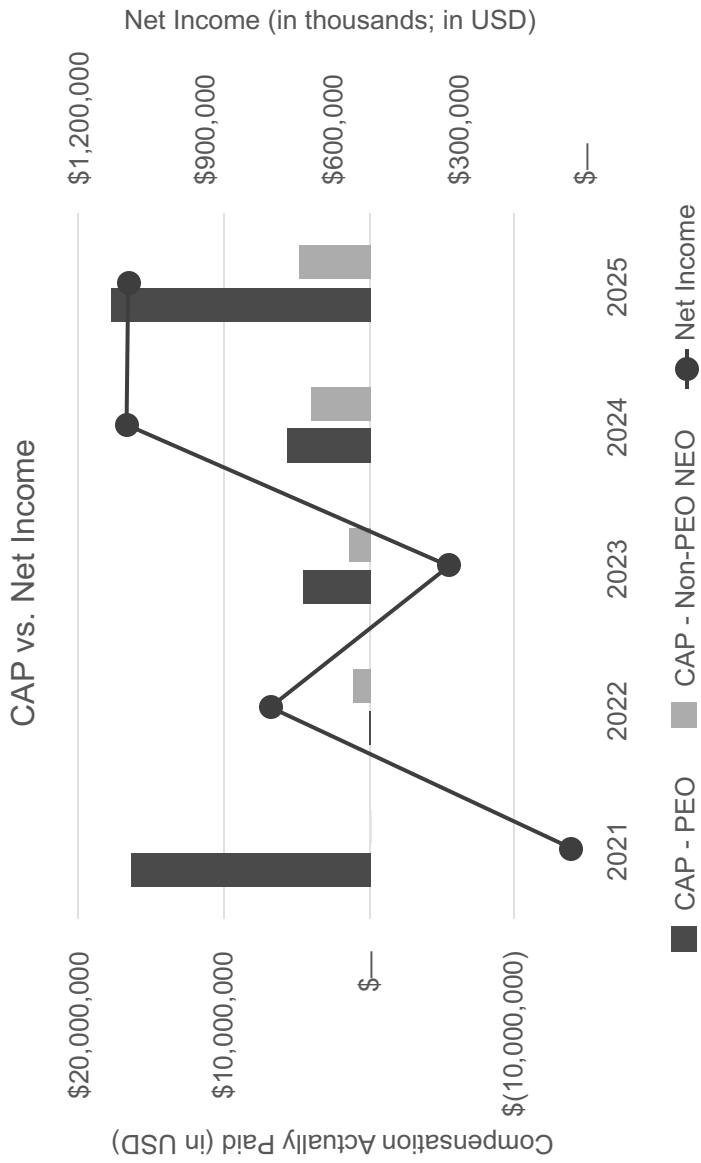 CAP vs. Net Income
Compensation Actually Paid (in USD)
$20,000,000
$10,000,000
$—
$(10,000,000)
Net Income (in thousands; in USD)
$1,200,000
$900,000
$600,000
$300,000
$—
2021
2022
2023
2024
2025
CAP - PEO
CAP - Non-PEO NEO
Net Income